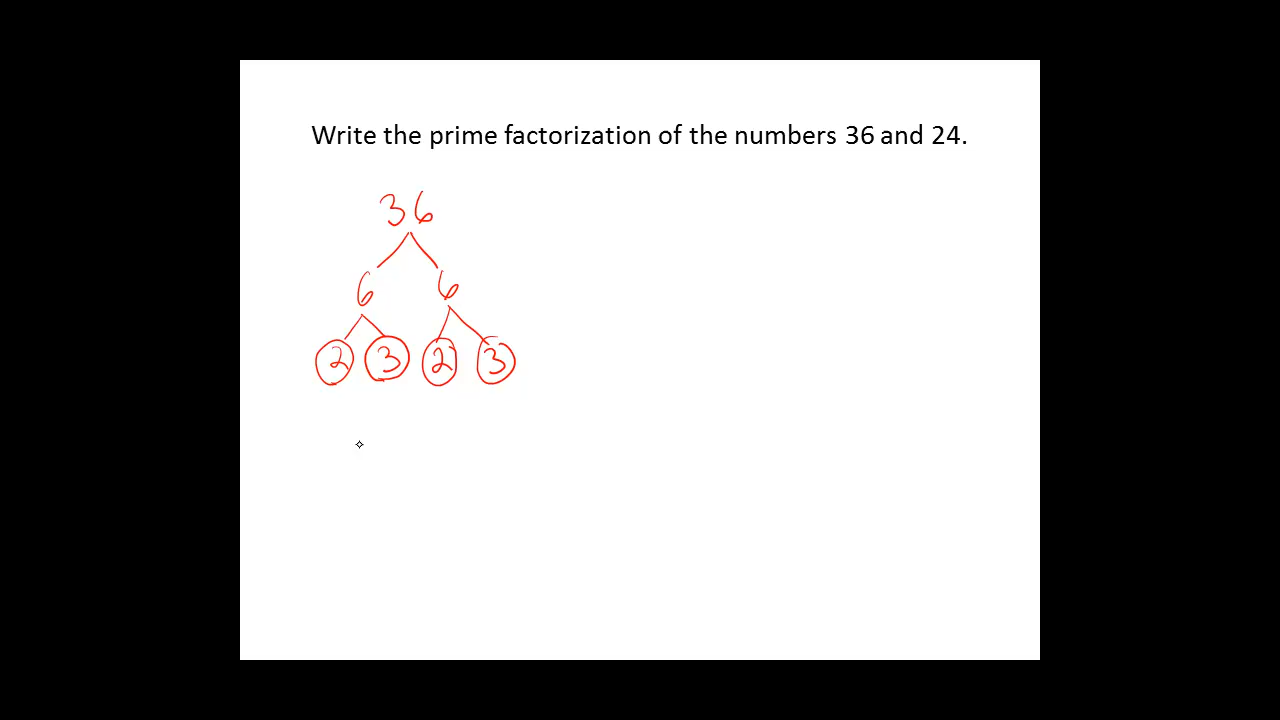 Write the prime factorization of the numbers 36 and 24.
36
6 6
2 3 2 3